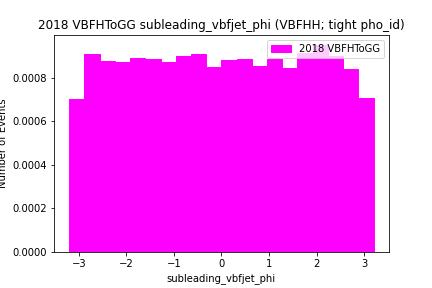 2018 VBFHToGG subleading_vbfjet_phi (VBFHH; tight pho_id)
2018 VBFHToGG
Number of Events
0.0008
0.0006
0.0004
0.0002
0.0000
−3 −2 −1 0 1 2 3
subleading_vbfjet_phi